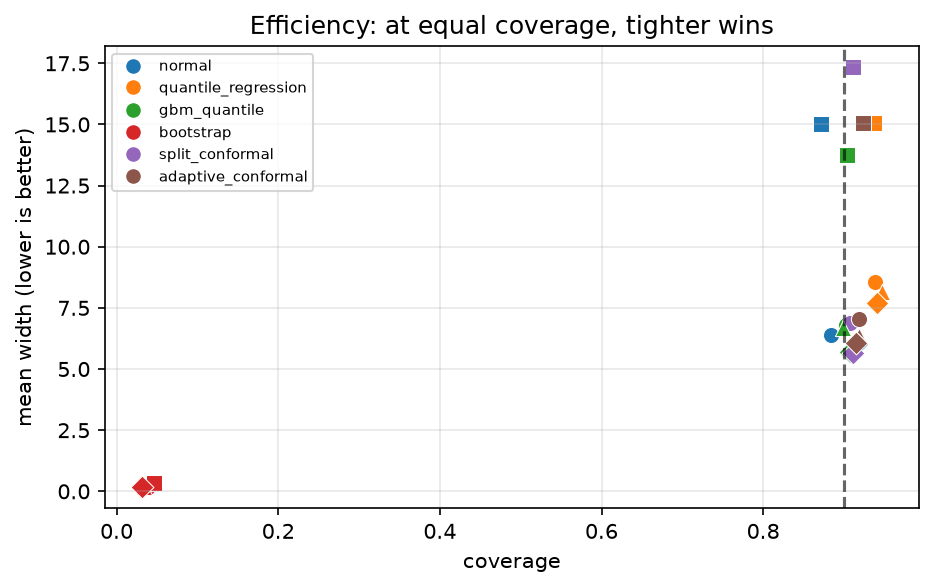 Efficiency: at equal coverage, tighter wins
normal
quantile_regression
gbm_quantile
bootstrap
split_conformal
adaptive_conformal
mean width (lower is better)
17.5
15.0
12.5
10.0
7.5
5.0
2.5
0.0
0.0 0.2 0.4 0.6 0.8
coverage